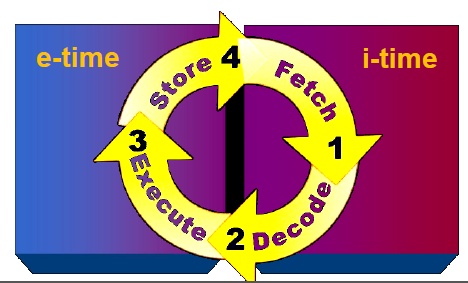 e-time
i-time
Fetch
1
Decode
2
Execute
3
Store
4